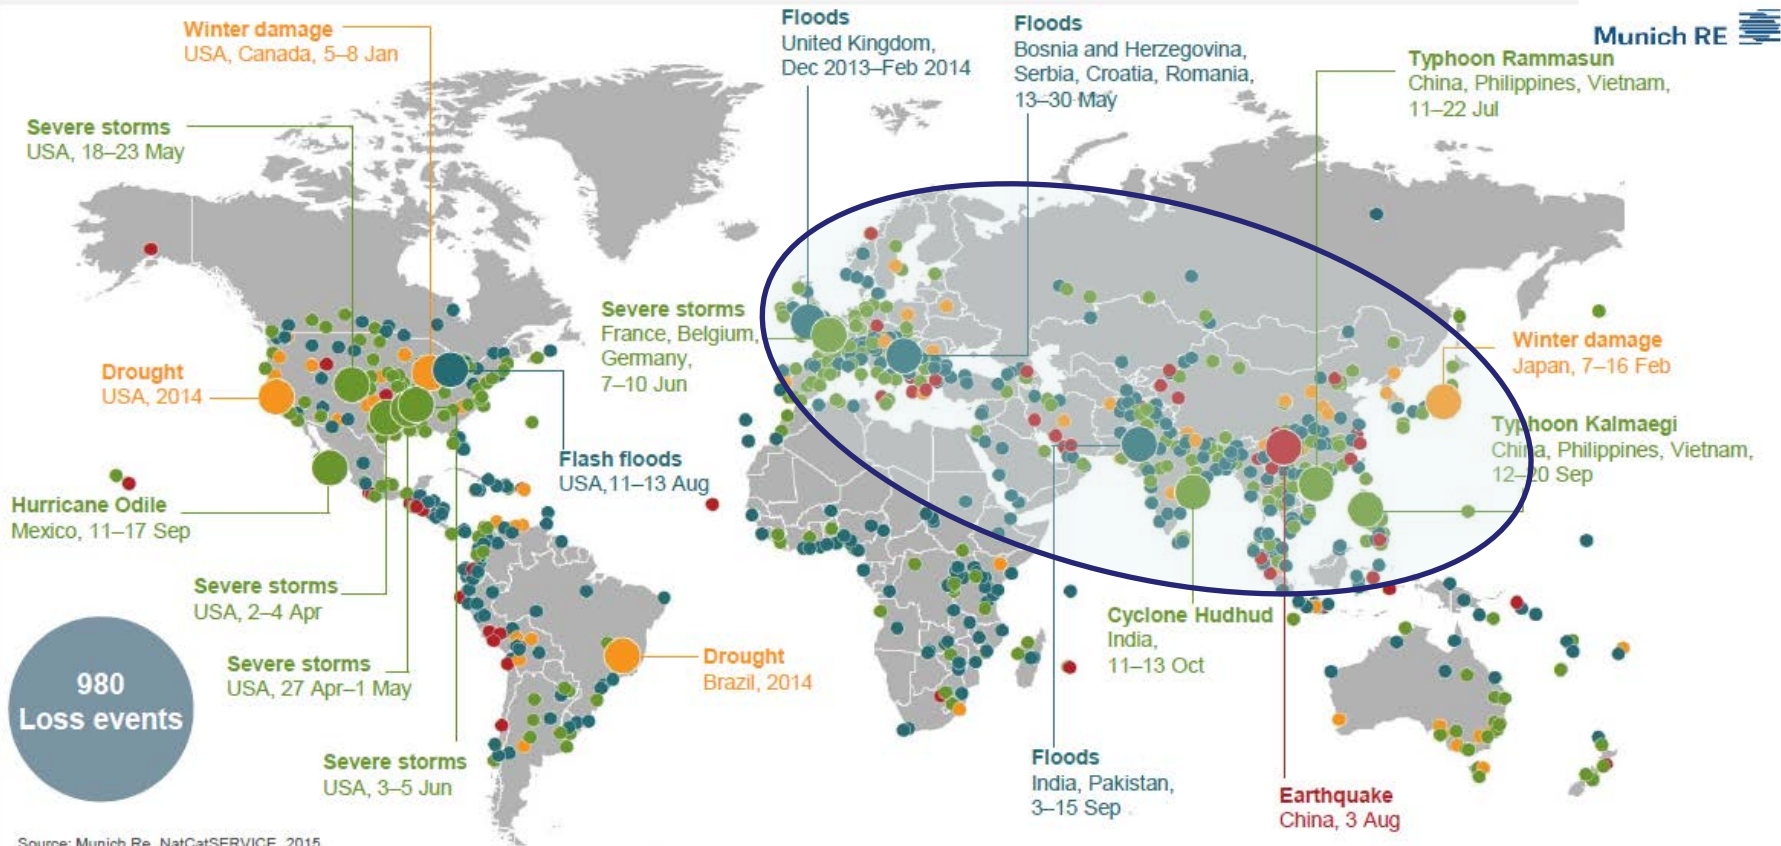 Munich RE
Winter damage
USA, Canada, 5–8 Jan
Floods
United Kingdom,
Dec 2013–Feb 2014
Floods
Bosnia and Herzegovina,
Serbia, Croatia, Romania,
13–30 May
Typhoon Rammasun
China, Philippines, Vietnam,
11–22 Jul
Severe storms
USA, 18–23 May
Severe storms
France, Belgium,
Germany,
7–10 Jun
Winter damage
Japan, 7–16 Feb
Drought
USA, 2014
Typhoon Kalmaegi
China, Philippines, Vietnam,
12–20 Sep
Flash floods
USA,11–13 Aug
Hurricane Odile
Mexico, 11–17 Sep
Severe storms
USA, 2–4 Apr
Cyclone Hudhud
India,
11–13 Oct
Severe storms
USA, 27 Apr–1 May
Drought
Brazil, 2014
980
Loss events
Severe storms
USA, 3–5 Jun
Floods
India, Pakistan,
3–15 Sep
Earthquake
China, 3 Aug
Source: Munich Re, NatCatSERVICE, 2015